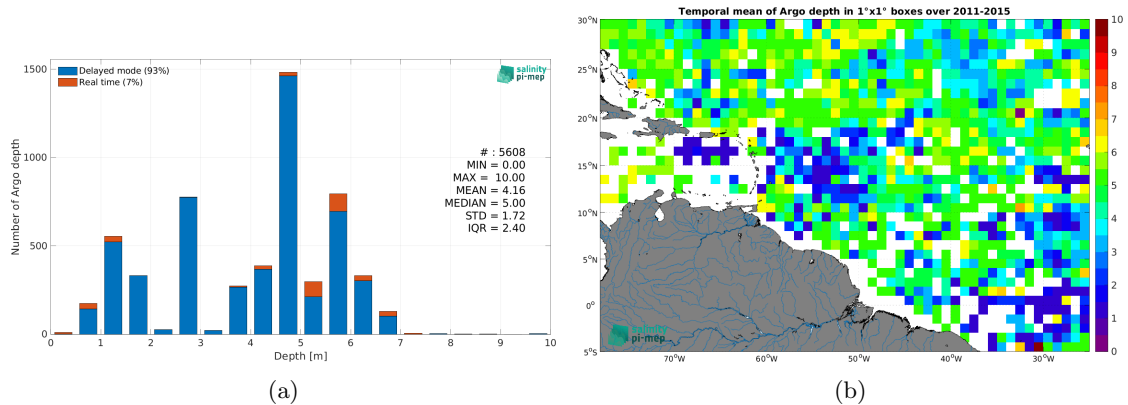 Delayed mode (93%)
Real time (7%)
salinity
pi-mep
# : 5608
MIN = 0.00
MAX = 10.00
MEAN = 4.16
MEDIAN = 5.00
STD = 1.72
IQR = 2.40
1500
1000
500
0
Number of Argo depth
0 1 2 3 4 5 6 7 8 9 10
Depth [m]
(a)
Temporal mean of Argo depth in 1°x1° boxes over 2011-2015
30°N
25°N
20°N
15°N
10°N
5°N
0°
5°S
70°W 60°W 50°W 40°W 30°W
salinity
pi-mep
10
9
8
7
6
5
4
3
2
1
0
(b)